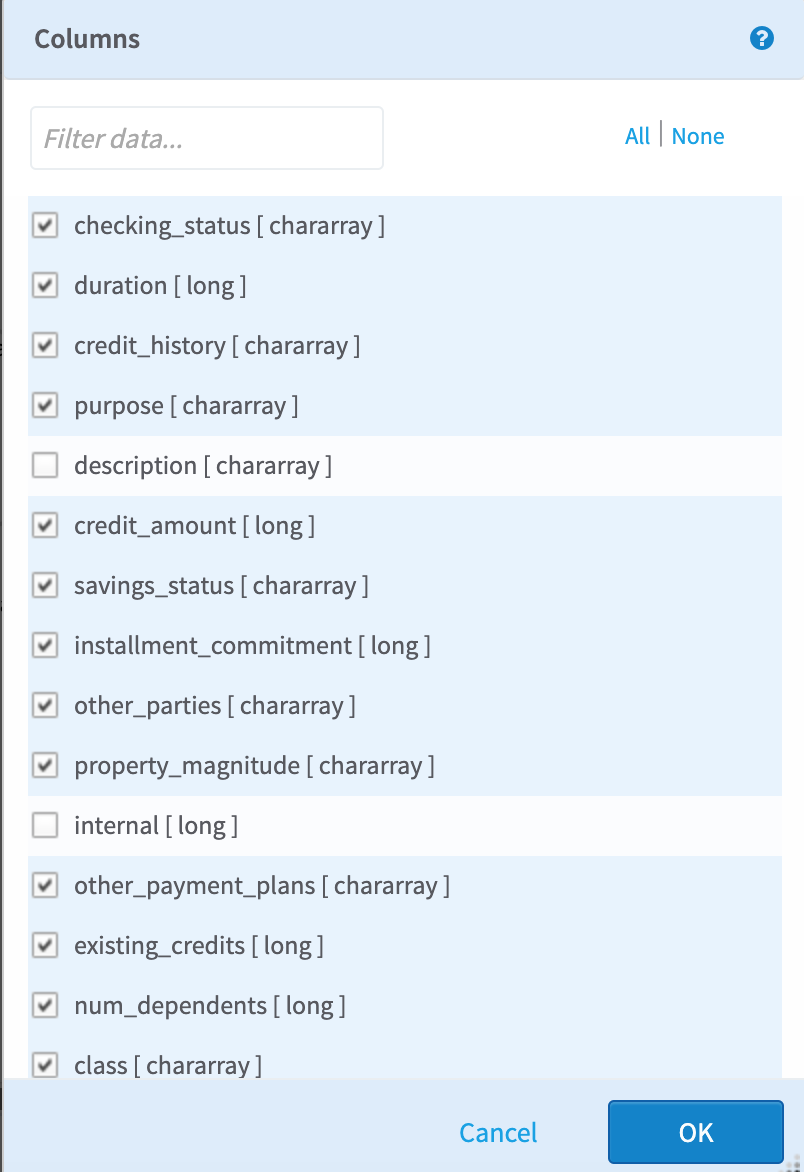 Columns
?
Filter data...
All | None
checking_status [ chararray ]
duration [ long ]
credit_history [ chararray ]
purpose [ chararray ]
description [ chararray ]
credit_amount [ long ]
savings_status [ chararray ]
installment_commitment [ long ]
other_parties [ chararray ]
property_magnitude [ chararray ]
internal [ long ]
other_payment_plans [ chararray ]
existing_credits [ long ]
num_dependents [ long ]
class [ chararray ]
Cancel OK